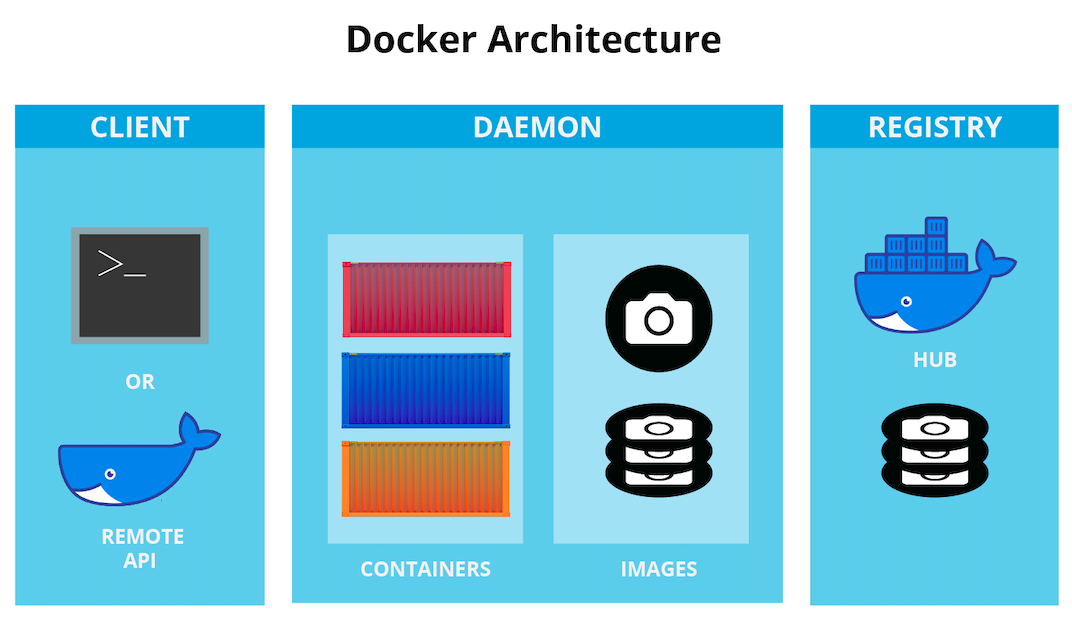 Docker Architecture
CLIENT
>_
OR
REMOTE
API
DAEMON
CONTAINERS
IMAGES
REGISTRY
HUB